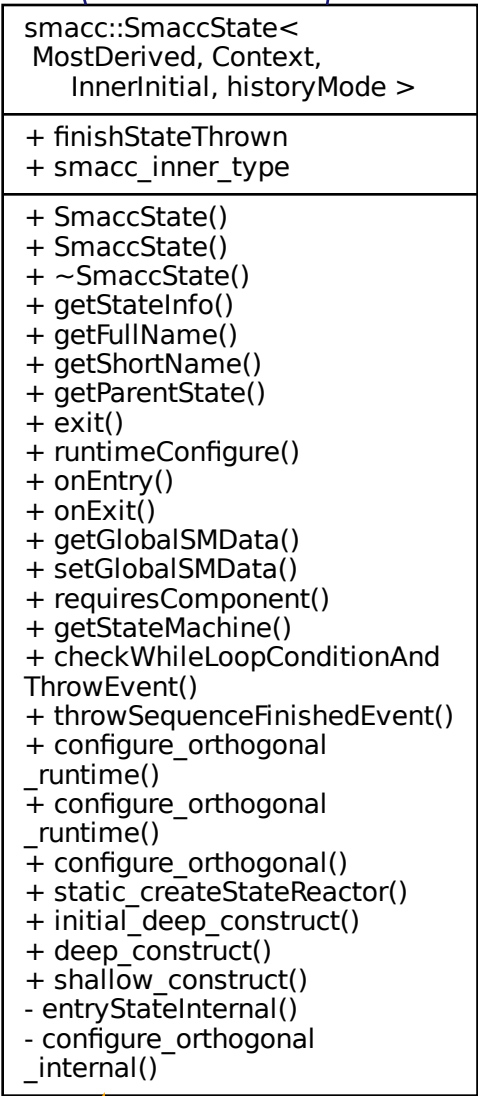 smacc::SmaccState<
MostDerived, Context,
InnerInitial, historyMode >
+ finishStateThrown
+ smacc_inner_type
+ SmaccState()
+ SmaccState()
+ ~SmaccState()
+ getStateInfo()
+ getFullName()
+ getShortName()
+ getParentState()
+ exit()
+ runtimeConfigure()
+ onEntry()
+ onExit()
+ getGlobalSMData()
+ setGlobalSMData()
+ requiresComponent()
+ getStateMachine()
+ checkWhileLoopConditionAnd
ThrowEvent()
+ throwSequenceFinishedEvent()
+ configure_orthogonal
_runtime()
+ configure_orthogonal
_runtime()
+ configure_orthogonal()
+ static_createStateReactor()
+ initial_deep_construct()
+ deep_construct()
+ shallow_construct()
- entryStateInternal()
- configure_orthogonal
_internal()